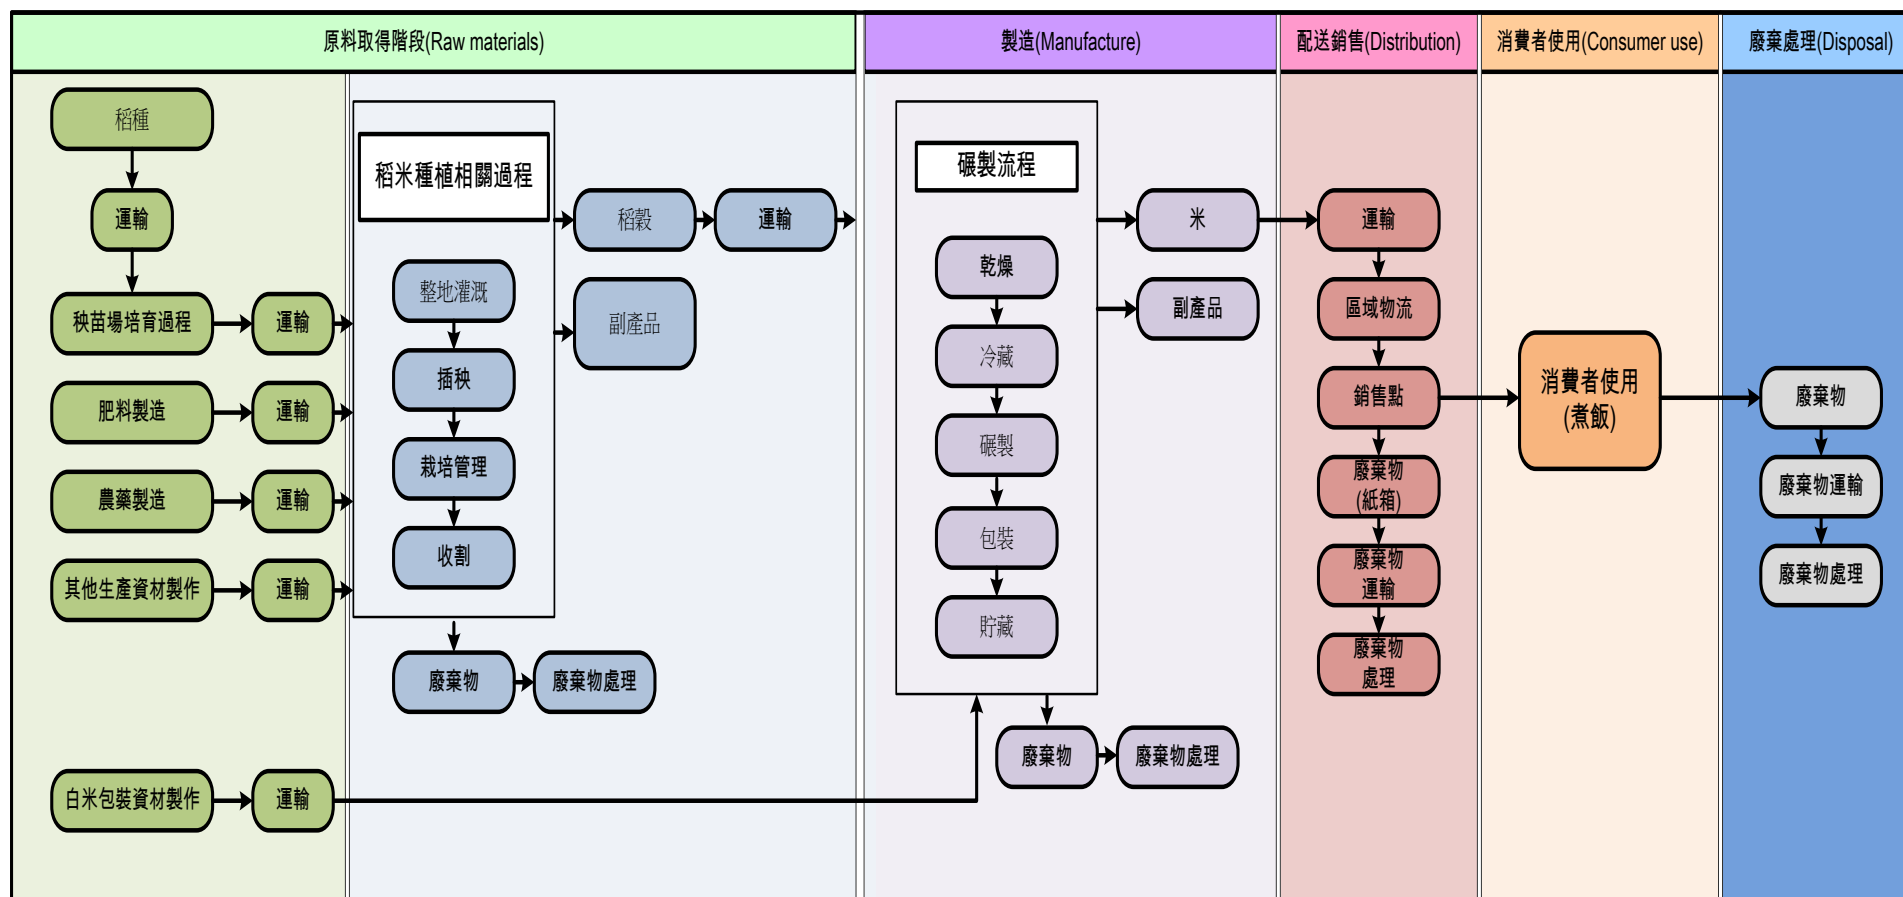 原料取得階段(Raw materials)
製造(Manufacture)
配送銷售(Distribution)
消費者使用(Consumer use)
廢棄處理(Disposal)
稻種
運輸
秧苗場培育過程
運輸
肥料製造
運輸
農藥製造
運輸
其他生產資材製作
運輸
白米包裝資材製作
運輸
稻米種植相關過程
整地灌溉
插秧
栽培管理
收割
廢棄物
廢棄物處理
稻穀
運輸
副產品
碾製流程
乾燥
冷藏
碾製
包裝
貯藏
廢棄物
廢棄物處理
米
副產品
運輸
區域物流
銷售點
廢棄物
(紙箱)
廢棄物
運輸
廢棄物
處理
消費者使用
(煮飯)
廢棄物
廢棄物運輸
廢棄物處理